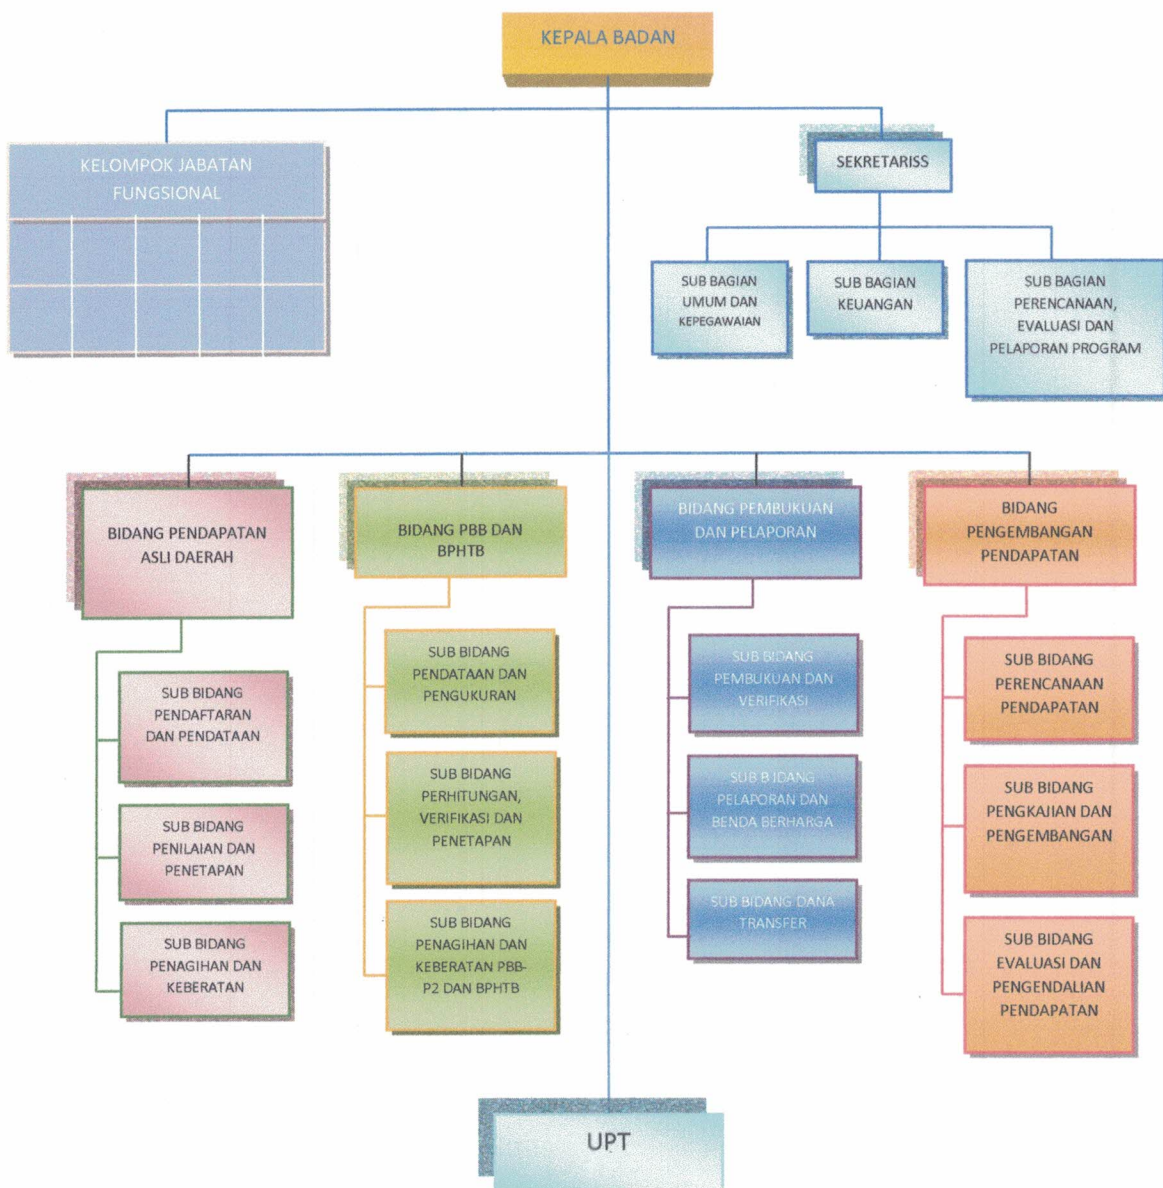 KEPALA BADAN
KELOMPOK JABATAN
FUNGSIONAL
SEKRETARISS
SUB BAGIAN
UMUM DAN
KEPEGAWAIAN
SUB BAGIAN
KEUANGAN
SUB BAGIAN
PERENCANAAN,
EVALUASI DAN
PELAPORAN PROGRAM
BIDANG PENDAPATAN
ASLI DAERAH
SUB BIDANG
PENDAFTARAN
DAN PENDATAAN
SUB BIDANG
PENILAIAN DAN
PENETAPAN
SUB BIDANG
PENAGIHAN DAN
KEBERATAN
BIDANG PBB DAN
BPHTB
SUB BIDANG
PENDATAAN DAN
PENGUKURAN
SUB BIDANG
PERHITUNGAN,
VERIFIKASI DAN
PENETAPAN
SUB BIDANG
PENAGIHAN DAN
KEBERATAN PBB-
P2 DAN BPHTB
BIDANG PEMBUKUAN
DAN PELAPORAN
SUB BIDANG
PEMBUKUAN DAN
VERIFIKASI
SUB BIDANG
PELAPORAN DAN
BENDA BERHARGA
SUB BIDANG DANA
TRANSFER
BIDANG
PENGEMBANGAN
PENDAPATAN
SUB BIDANG
PERENCANAAN
PENDAPATAN
SUB BIDANG
PENGKAJIAN DAN
PENGEMBANGAN
SUB BIDANG
EVALUASI DAN
PENGENDALIAN
PENDAPATAN
UPT